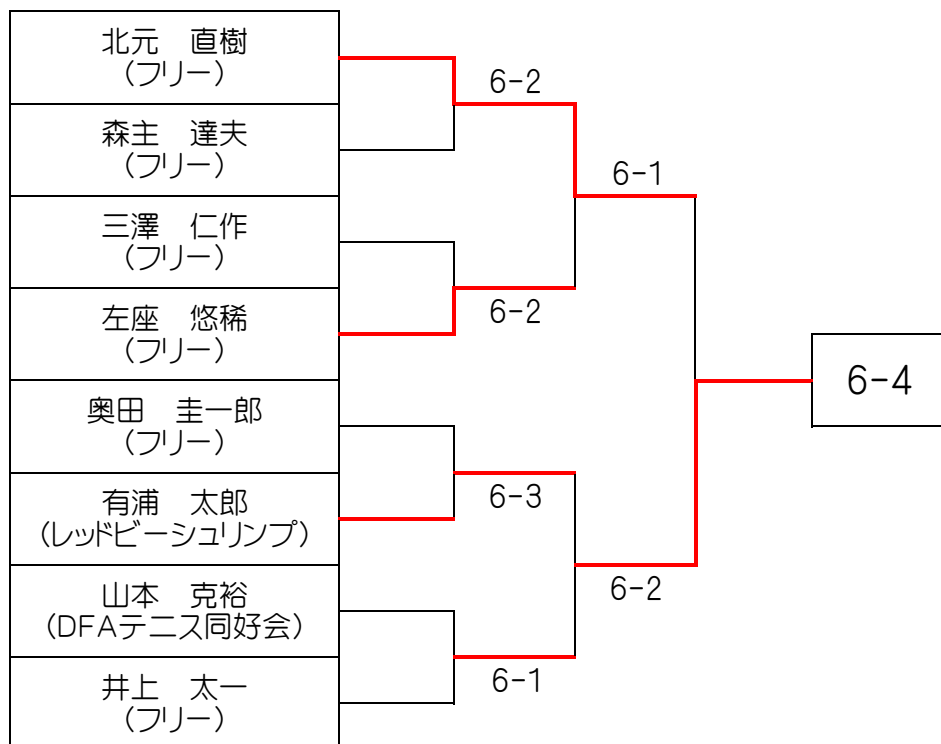 北元　直樹
(フリー)
森主　達夫
(フリー)
三澤　仁作
(フリー)
左座　悠稀
(フリー)
奥田　圭一郎
(フリー)
有浦　太郎
(レッドビーシュリンプ)
山本　克裕
(DFAテニス同好会)
井上　太一
(フリー)
6-2
6-2
6-3
6-1
6-1
6-2
6-4